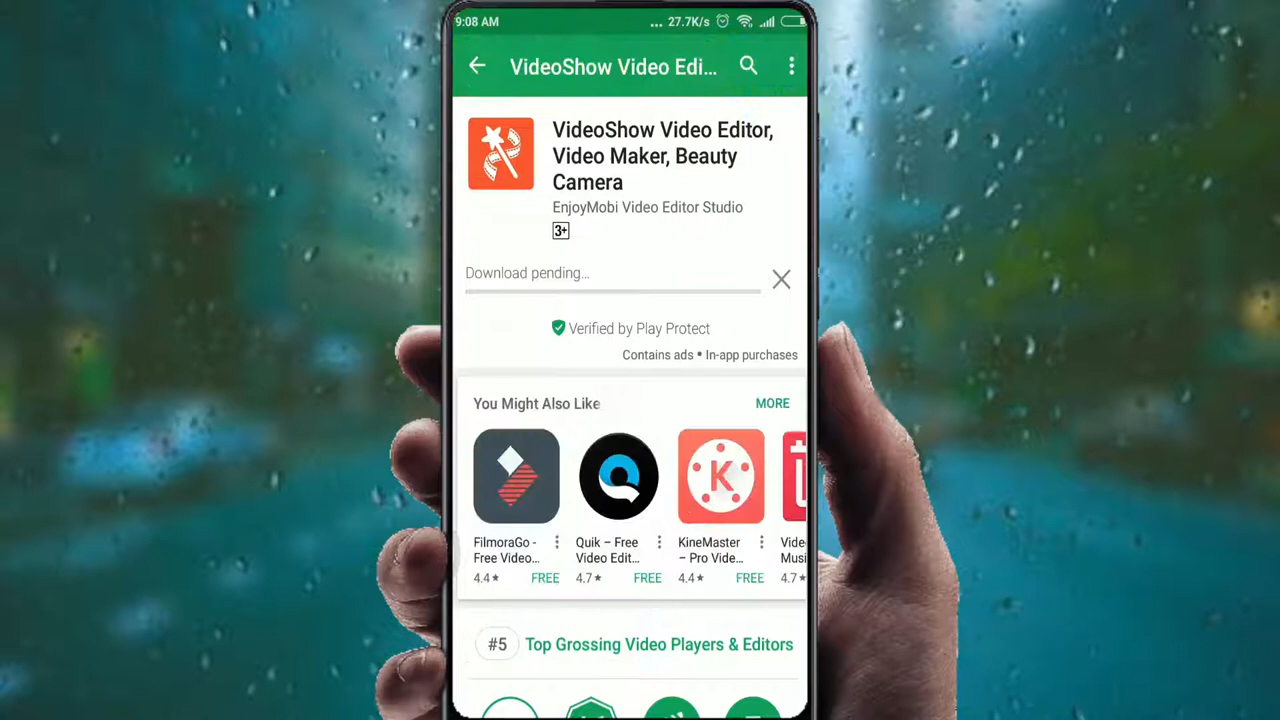 9:08 AM
... 27.7K/s
VideoShow Video Edi...
VideoShow Video Editor,
Video Maker, Beauty
Camera
EnjoyMobi Video Editor Studio
3+
Download pending...
Verified by Play Protect
Contains ads • In-app purchases
You Might Also Like
MORE
K
FilmoraGo -
Free Video...
4.4★ FREE
Quik – Free
Video Edit...
4.7★ FREE
KineMaster
– Pro Vide...
4.4★ FREE
Vide
Musi
4.7★
#5 Top Grossing Video Players & Editors